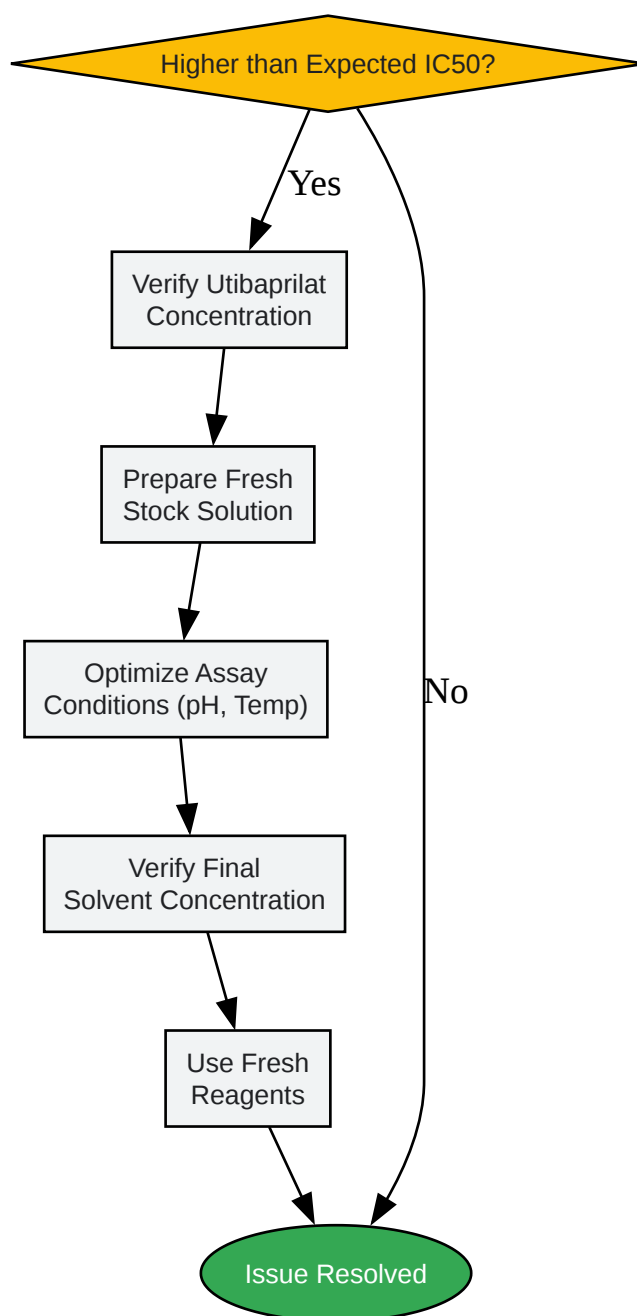 Higher than Expected IC50?
Yes
Verify Utibaprilat
Concentration
Prepare Fresh
Stock Solution
Optimize Assay
Conditions (pH, Temp)
No
Verify Final
Solvent Concentration
Use Fresh
Reagents
Issue Resolved